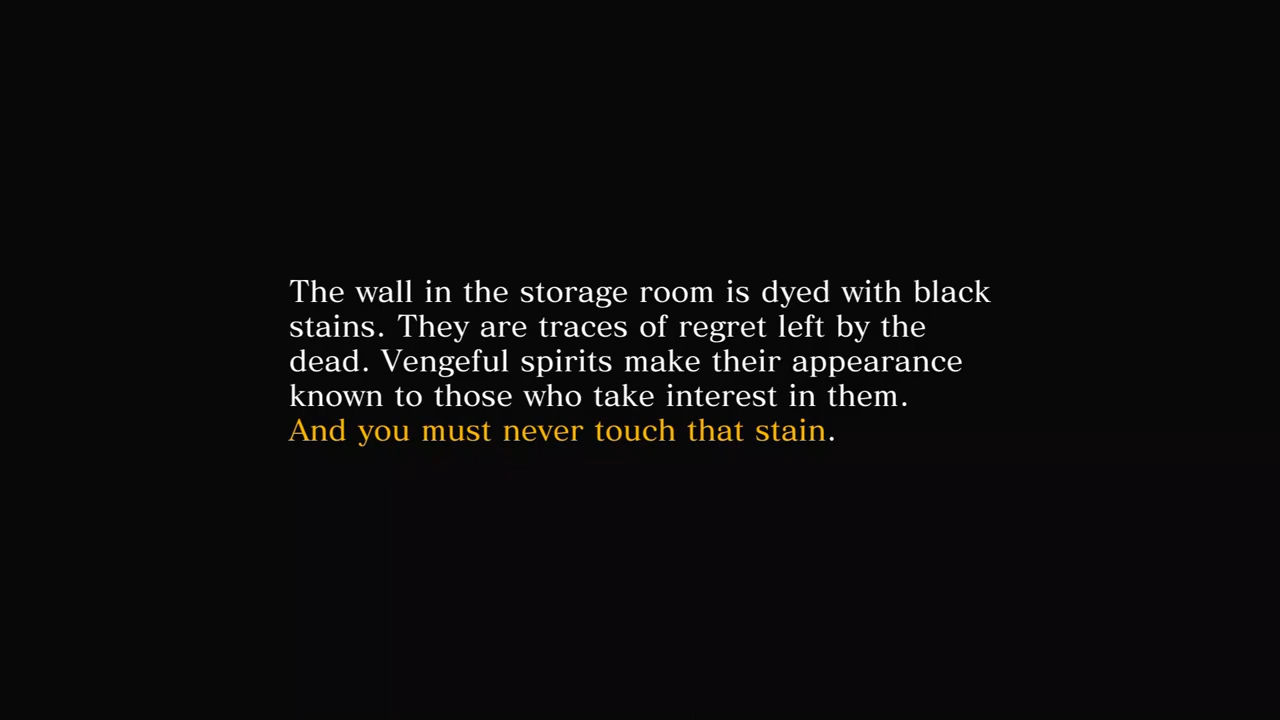 The wall in the storage room is dyed with black
stains. They are traces of regret left by the
dead. Vengeful spirits make their appearance
known to those who take interest in them.
And you must never touch that stain.